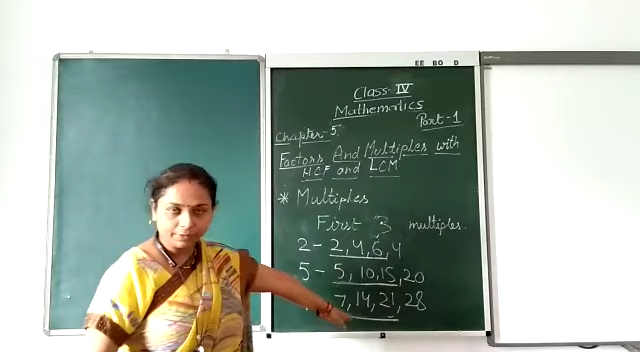 EE BO D
Class-IV
Mathematics
Part-1
Chapter-5
Factors And Multiples with
HCF and LCM
* Multiples
First 3 multiples.
2 - 2, 4, 6, 4
5 - 5, 10, 15, 20
7, 14, 21, 28